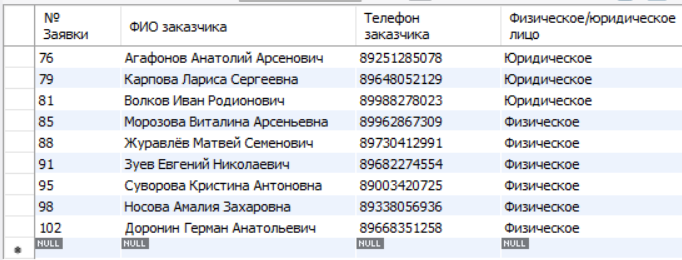 № Заявки ФИО заказчика Телефон заказчика Физическое/юридическое лицо
76 Агафонов Анатолий Арсенович 89251285078 Юридическое
79 Карпова Лариса Сергеевна 89648052129 Юридическое
81 Волков Иван Родионович 89988278023 Юридическое
85 Морозова Виталина Арсеньевна 89962867309 Физическое
88 Журавлёв Матвей Семенович 89730412991 Физическое
91 Зуев Евгений Николаевич 89682274554 Физическое
95 Суворова Кристина Антоновна 89003420725 Физическое
98 Носова Амалия Захаровна 89338056936 Физическое
102 Доронин Герман Анатольевич 89668351258 Физическое
NULL NULL NULL NULL